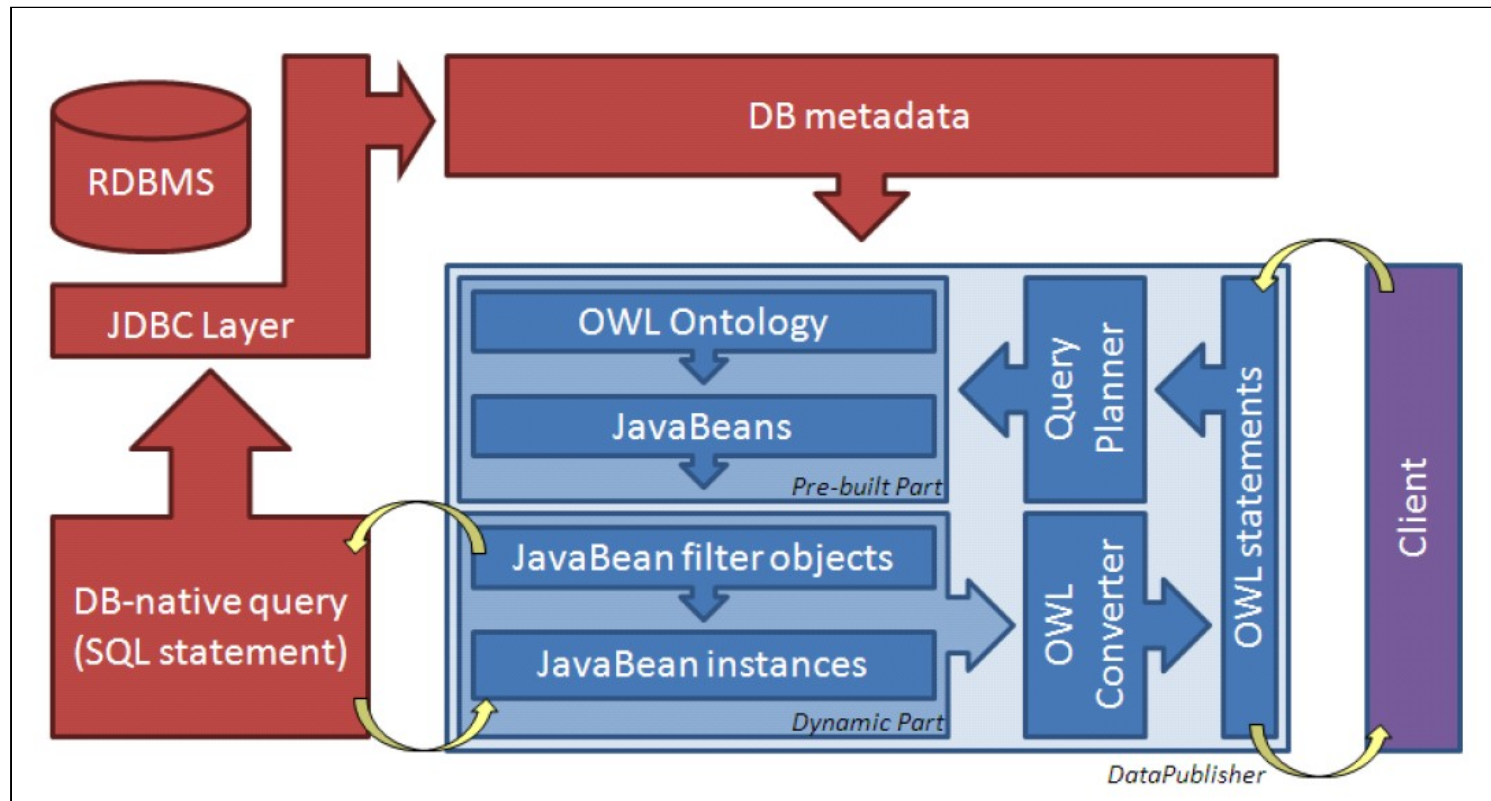 DB metadata
RDBMS
JDBC Layer
OWL Ontology
JavaBeans
Pre-built Part
Query
Planner
OWL statements
Client
DB-native query
(SQL statement)
JavaBean filter objects
JavaBean instances
Dynamic Part
OWL
Converter
DataPublisher